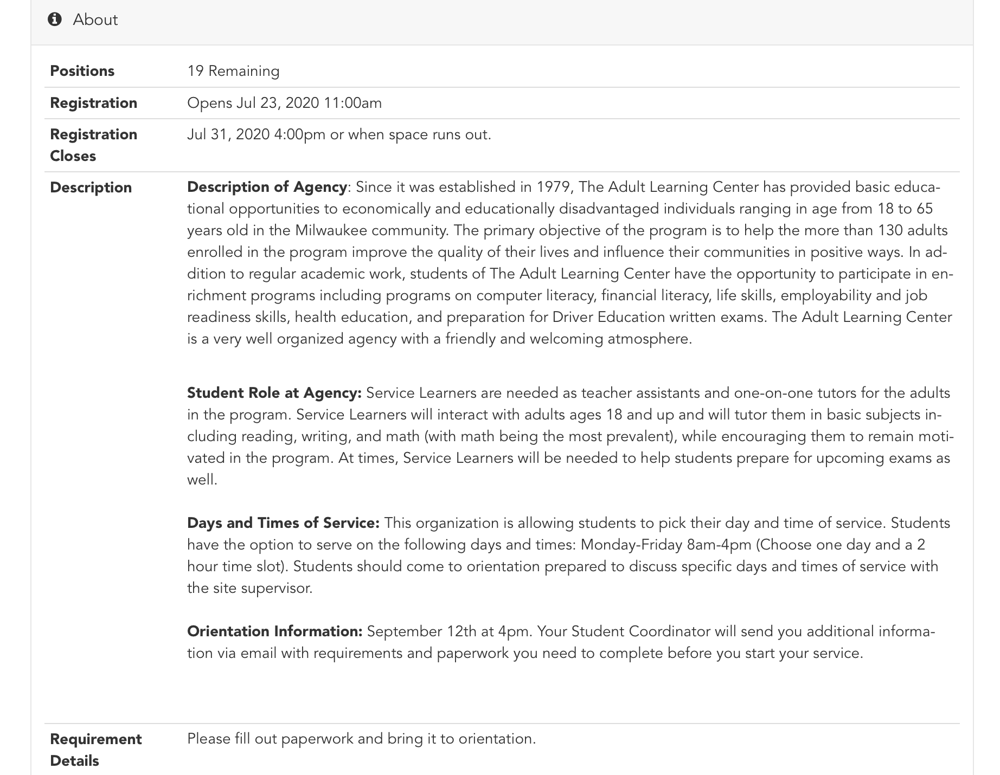 About
Positions
19 Remaining
Registration
Opens Jul 23, 2020 11:00am
Registration
Closes
Jul 31, 2020 4:00pm or when space runs out.
Description
Description of Agency: Since it was established in 1979, The Adult Learning Center has provided basic educa-
tional opportunities to economically and educationally disadvantaged individuals ranging in age from 18 to 65
years old in the Milwaukee community. The primary objective of the program is to help the more than 130 adults
enrolled in the program improve the quality of their lives and influence their communities in positive ways. In ad-
dition to regular academic work, students of The Adult Learning Center have the opportunity to participate in en-
richment programs including programs on computer literacy, financial literacy, life skills, employability and job
readiness skills, health education, and preparation for Driver Education written exams. The Adult Learning Center
is a very well organized agency with a friendly and welcoming atmosphere.
Student Role at Agency: Service Learners are needed as teacher assistants and one-on-one tutors for the adults
in the program. Service Learners will interact with adults ages 18 and up and will tutor them in basic subjects in-
cluding reading, writing, and math (with math being the most prevalent), while encouraging them to remain moti-
vated in the program. At times, Service Learners will be needed to help students prepare for upcoming exams as
well.
Days and Times of Service: This organization is allowing students to pick their day and time of service. Students
have the option to serve on the following days and times: Monday-Friday 8am-4pm (Choose one day and a 2
hour time slot). Students should come to orientation prepared to discuss specific days and times of service with
the site supervisor.
Orientation Information: September 12th at 4pm. Your Student Coordinator will send you additional informa-
tion via email with requirements and paperwork you need to complete before you start your service.
Requirement
Details
Please fill out paperwork and bring it to orientation.